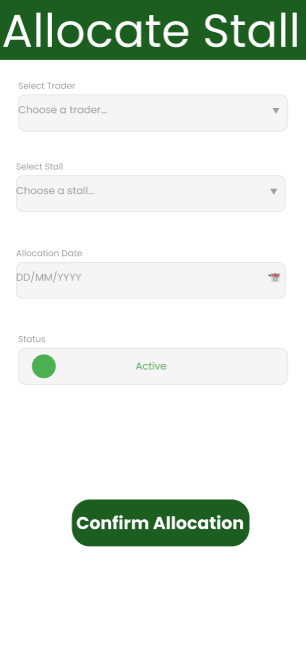 Allocate Stall
Select Trader
Choose a trader...
Select Stall
Choose a stall...
Allocation Date
DD/MM/YYYY
Status
Active
Confirm Allocation